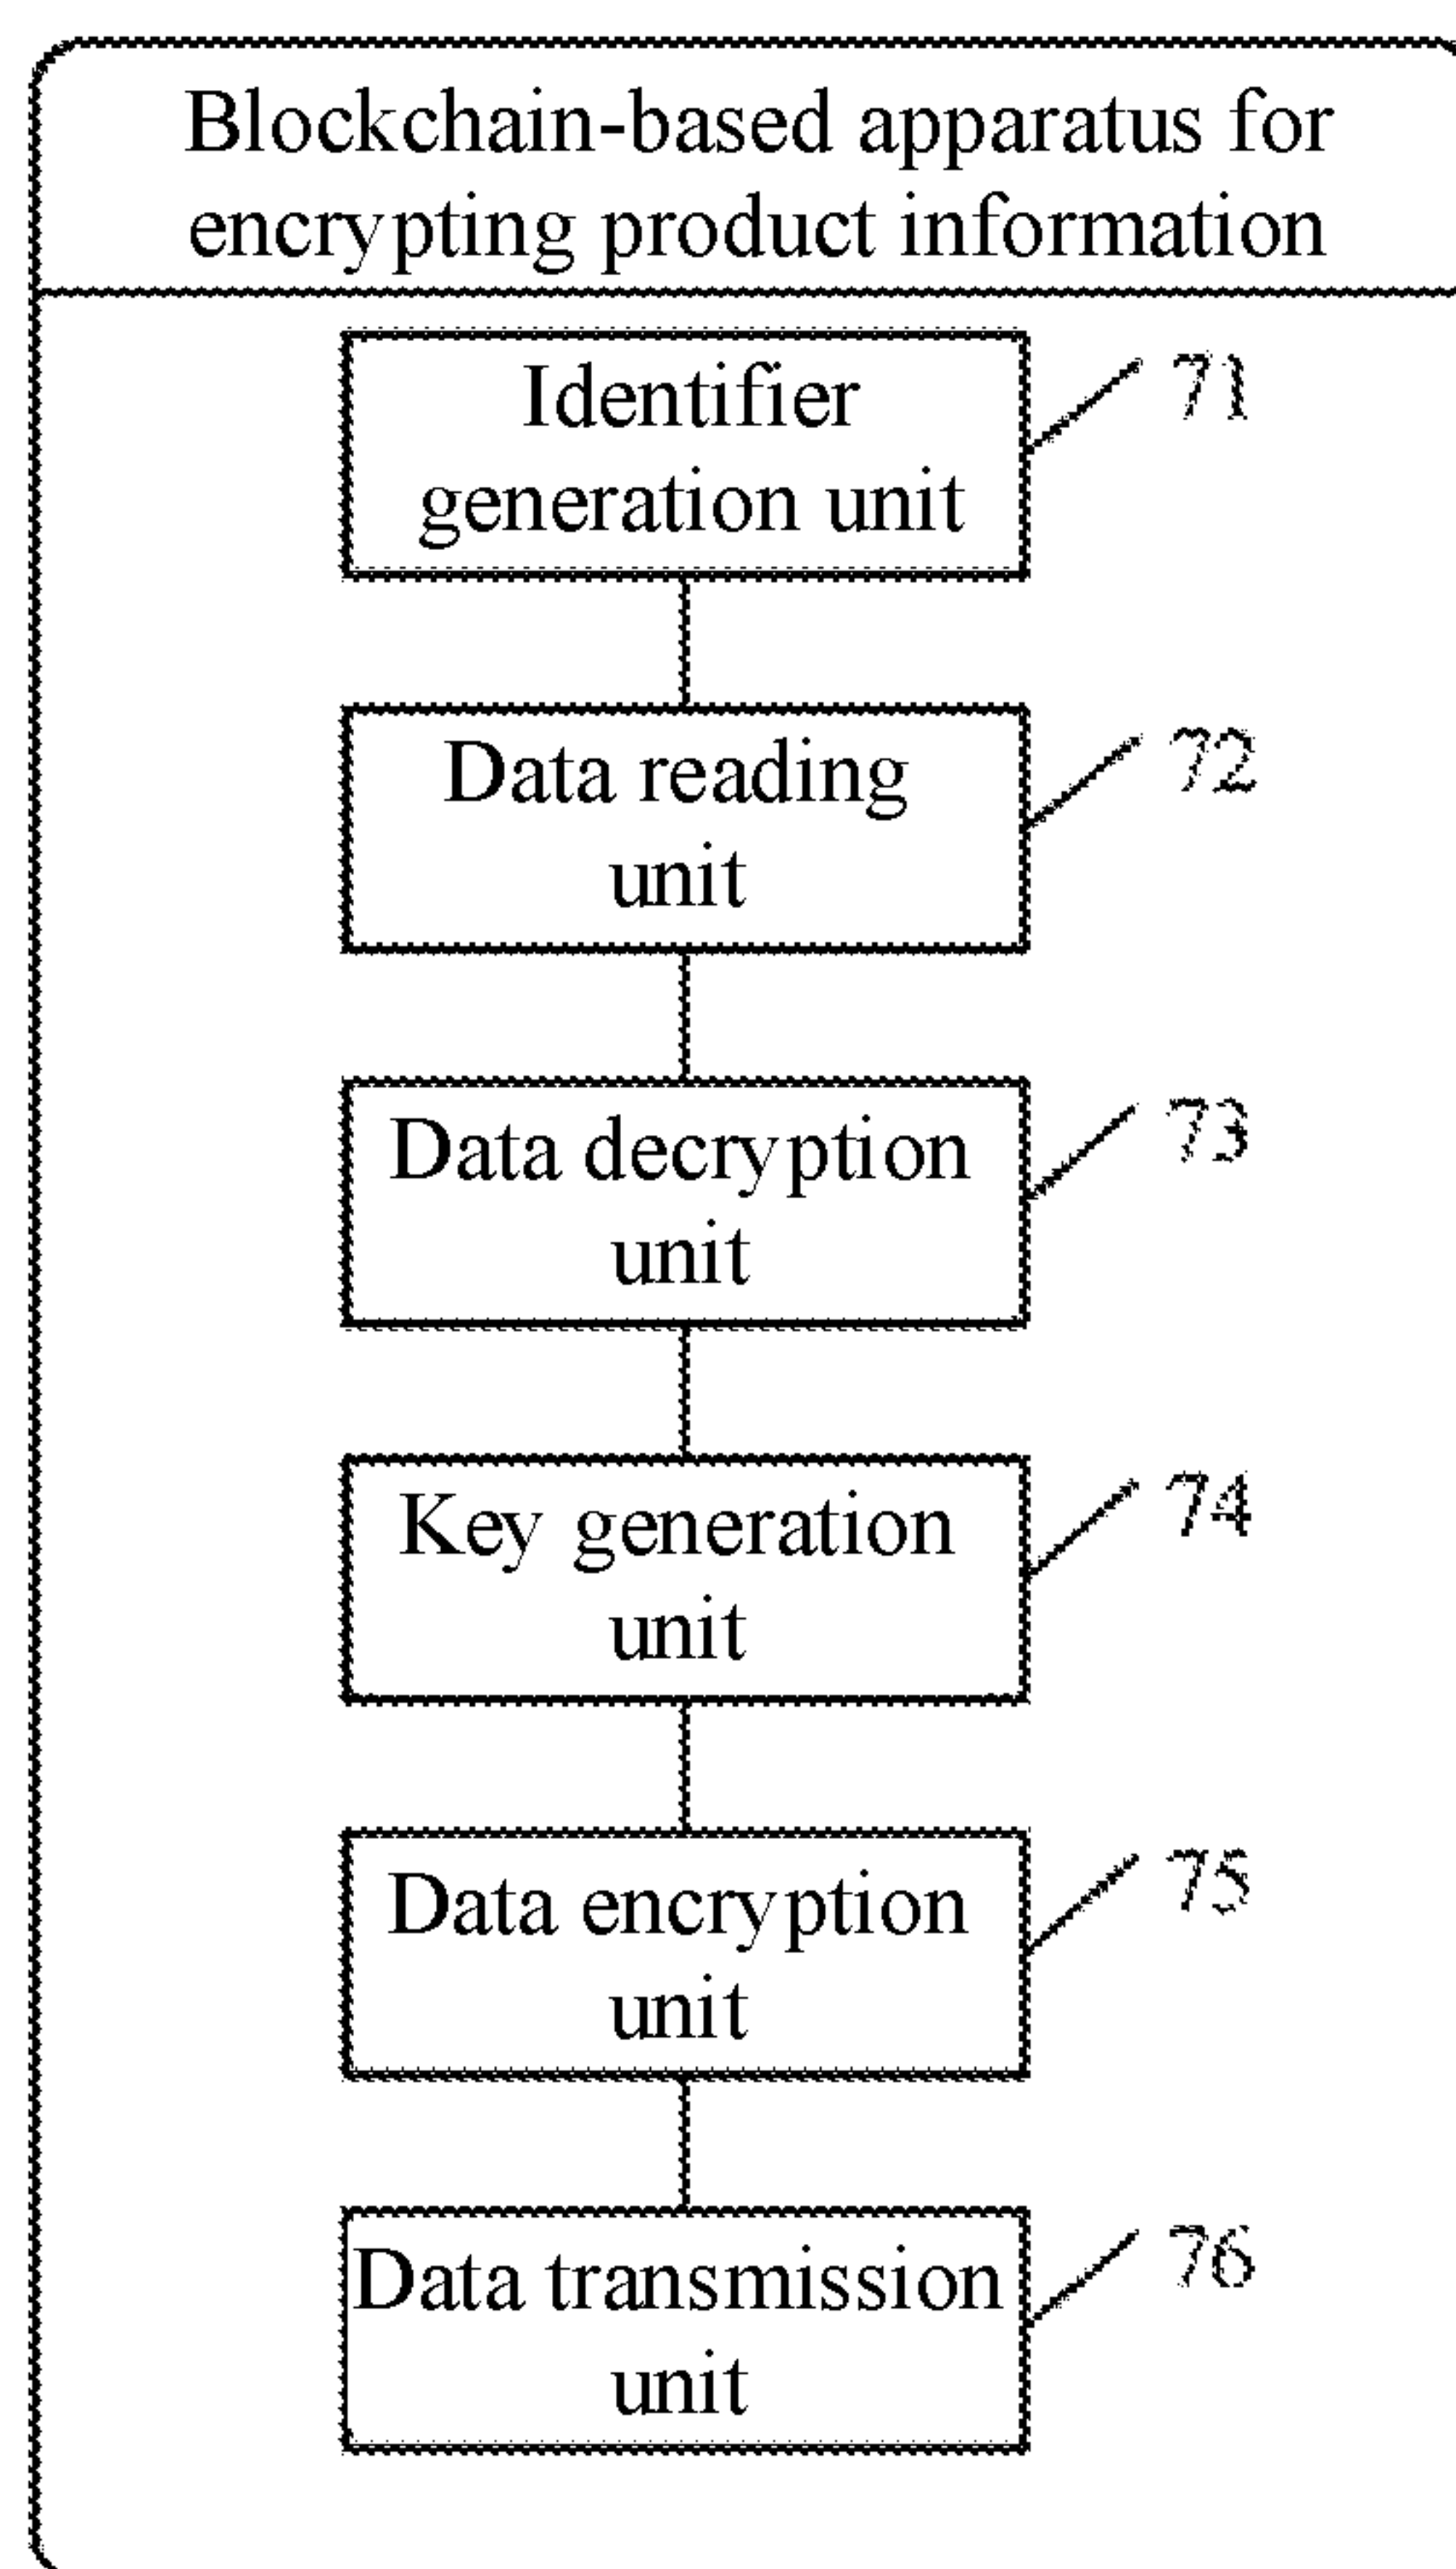 Blockchain-based apparatus for
encrypting product information
Identifier
generation unit
71
Data reading
unit
72
Data decryption
unit
73
Key generation
unit
74
Data encryption
unit
75
Data transmission
unit
76